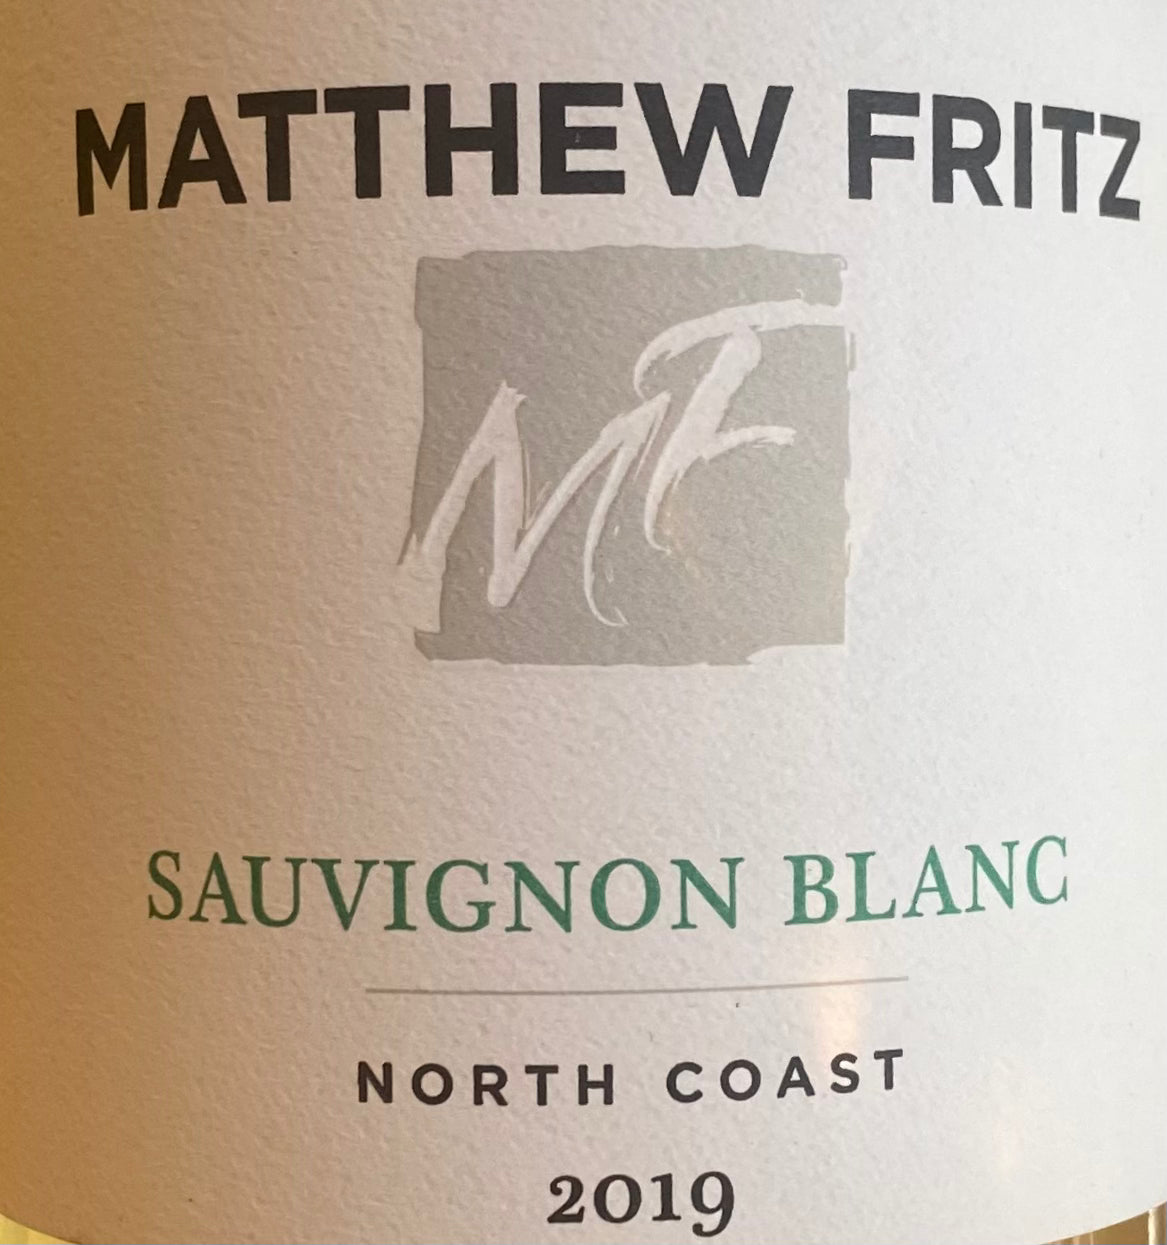 MATTHEW FRITZ
MF
SAUVIGNON BLANC
NORTH COAST
2019